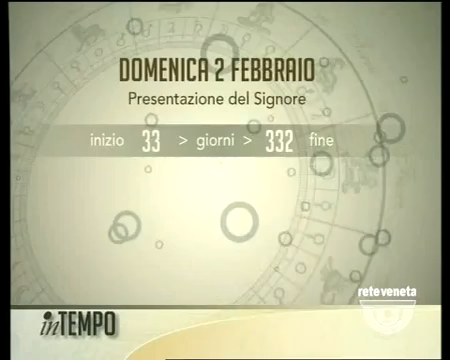 DOMENICA 2 FEBBRAIO
Presentazione del Signore
inizio 33 > giorni > 332 fine
reteveneta
inTEMPO